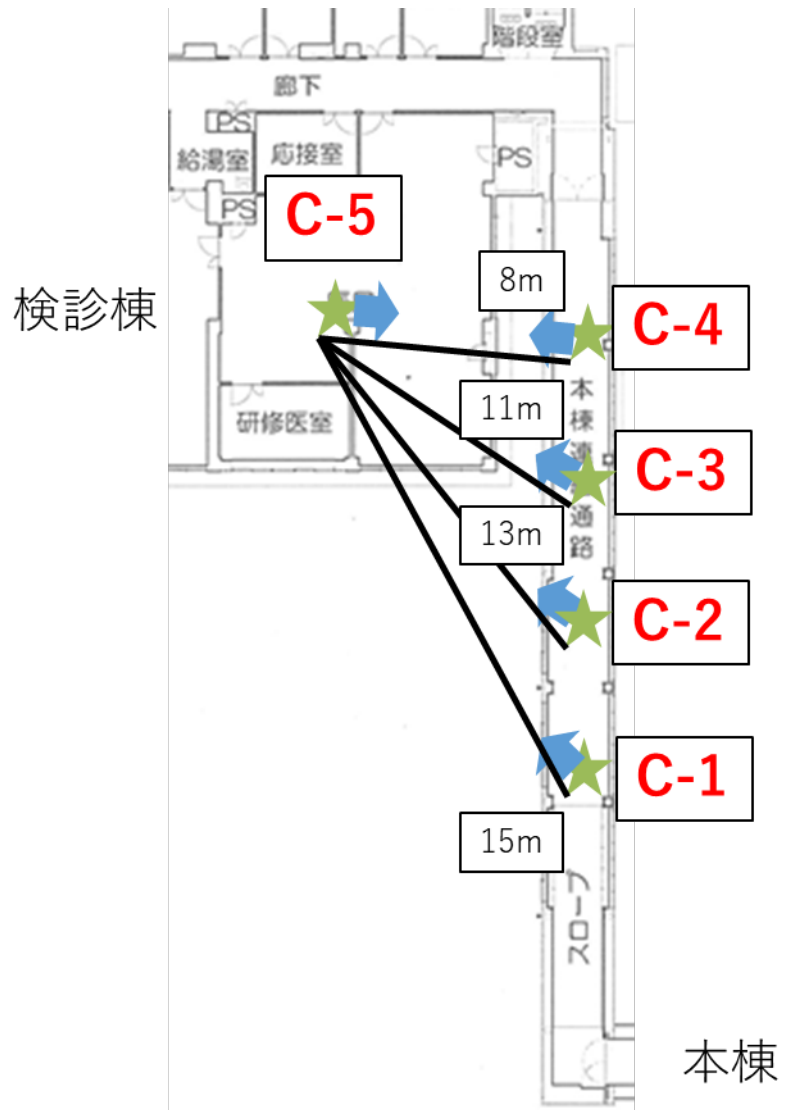 階段室
廊下
PS
給湯室
応接室
PS
PS
C-5
検診棟
8m
C-4
11m
研修医室
本棟
通路
C-3
13m
C-2
C-1
15m
スロープ
本棟